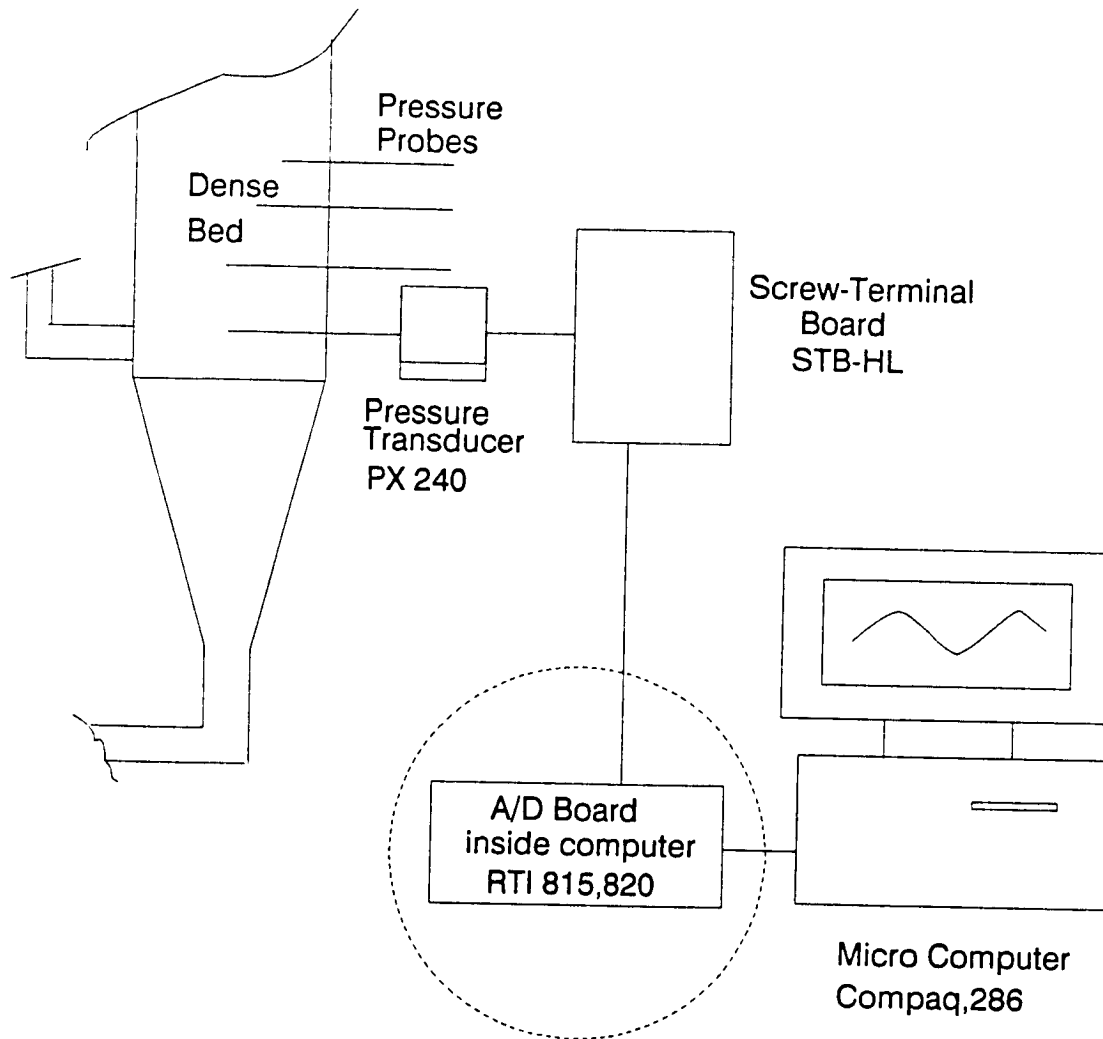 Pressure
Probes
Dense
Bed
Screw-Terminal
Board
STB-HL
Pressure
Transducer
PX 240
A/D Board
inside computer
RTI 815,820
Micro Computer
Compaq,286